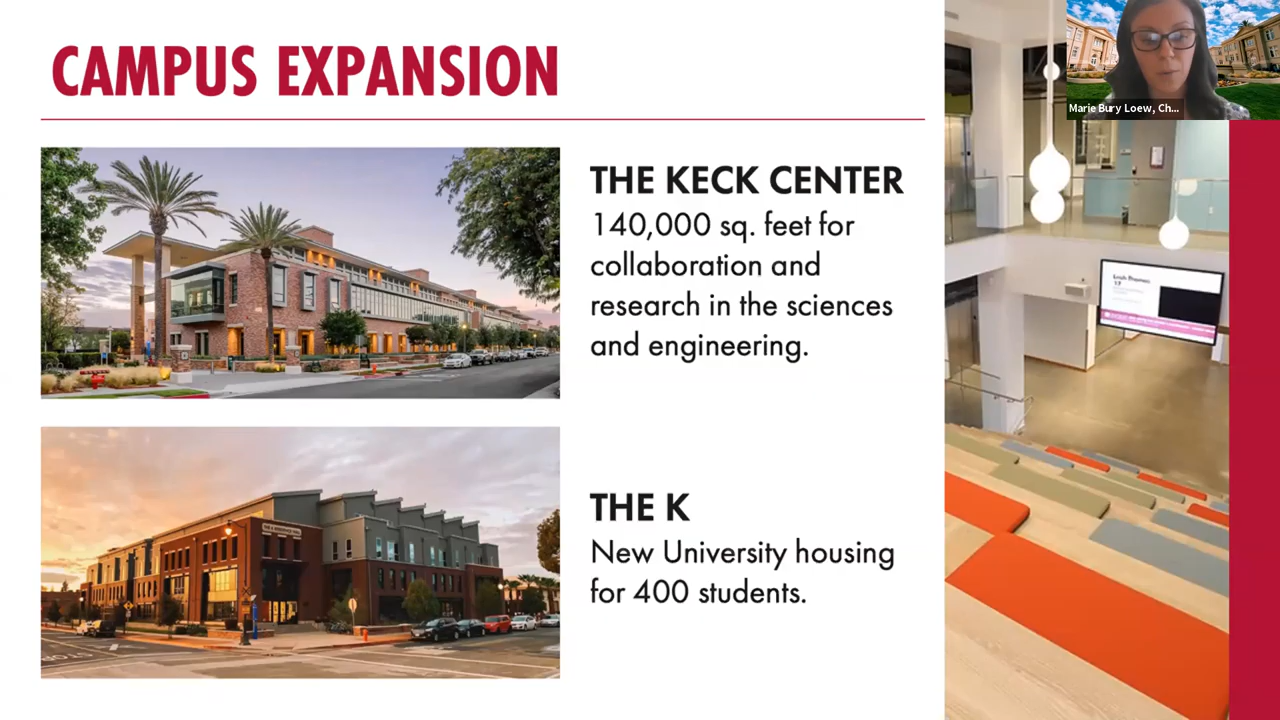 CAMPUS EXPANSION
Marie Bury Loew, Ch...
THE KECK CENTER
140,000 sq. feet for
collaboration and
research in the sciences
and engineering.
THE K
New University housing
for 400 students.